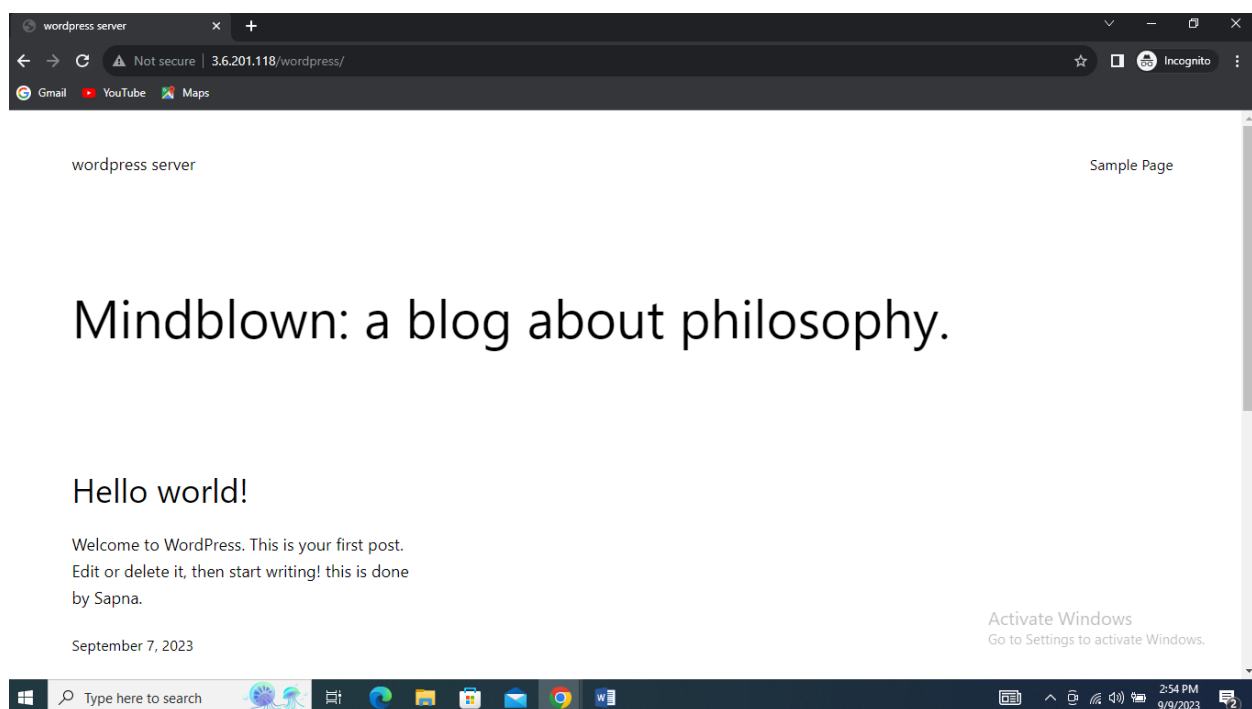 wordpress server
Not secure | 3.6.201.118/wordpress/
Incognito
Gmail YouTube Maps
wordpress server
Sample Page
Mindblown: a blog about philosophy.
Hello world!
Welcome to WordPress. This is your first post.
Edit or delete it, then start writing! this is done
by Sapna.
September 7, 2023
Activate Windows
Go to Settings to activate Windows.
Type here to search
2:54 PM
9/9/2023
2